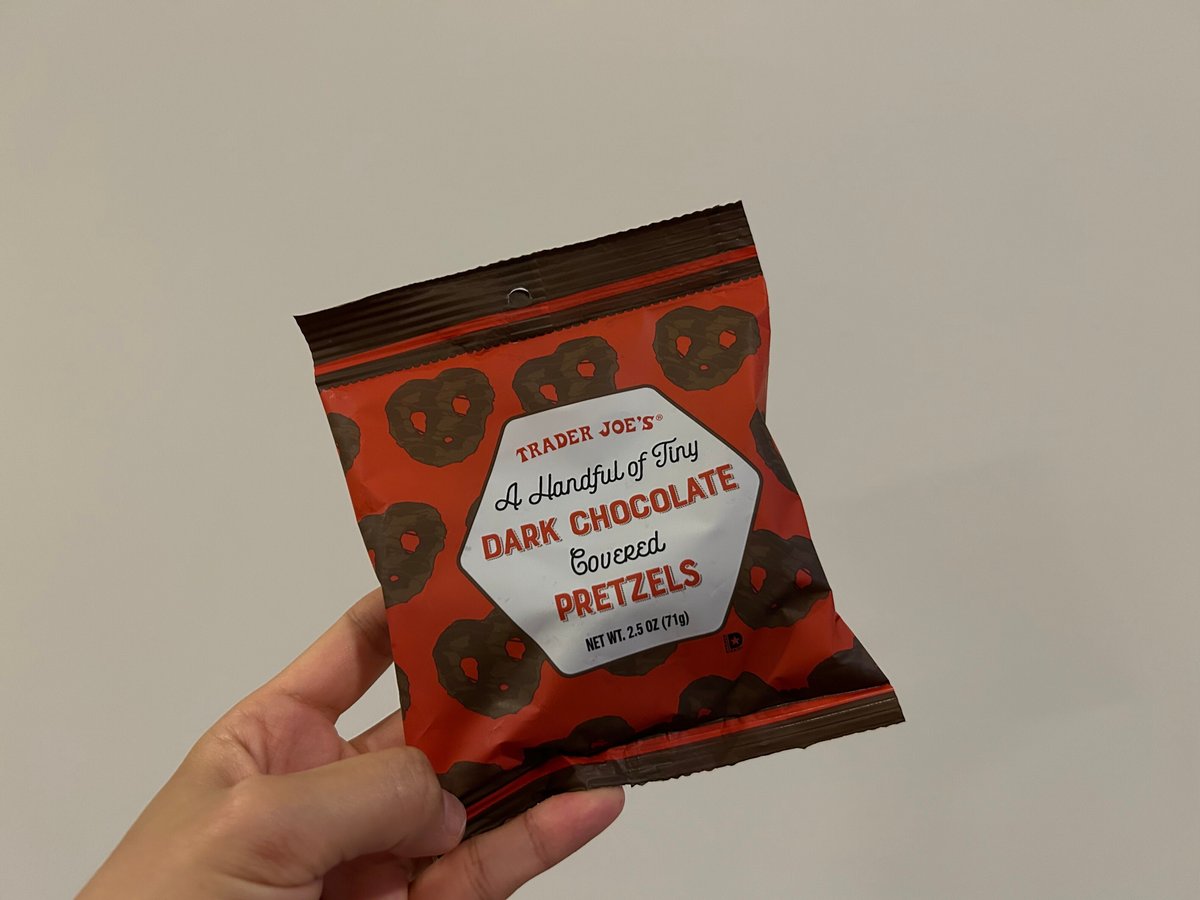 TRADER JOE'S®
A Handful of Tiny
DARK CHOCOLATE
Covered
PRETZELS
NET WT. 2.5 OZ (71g)
D